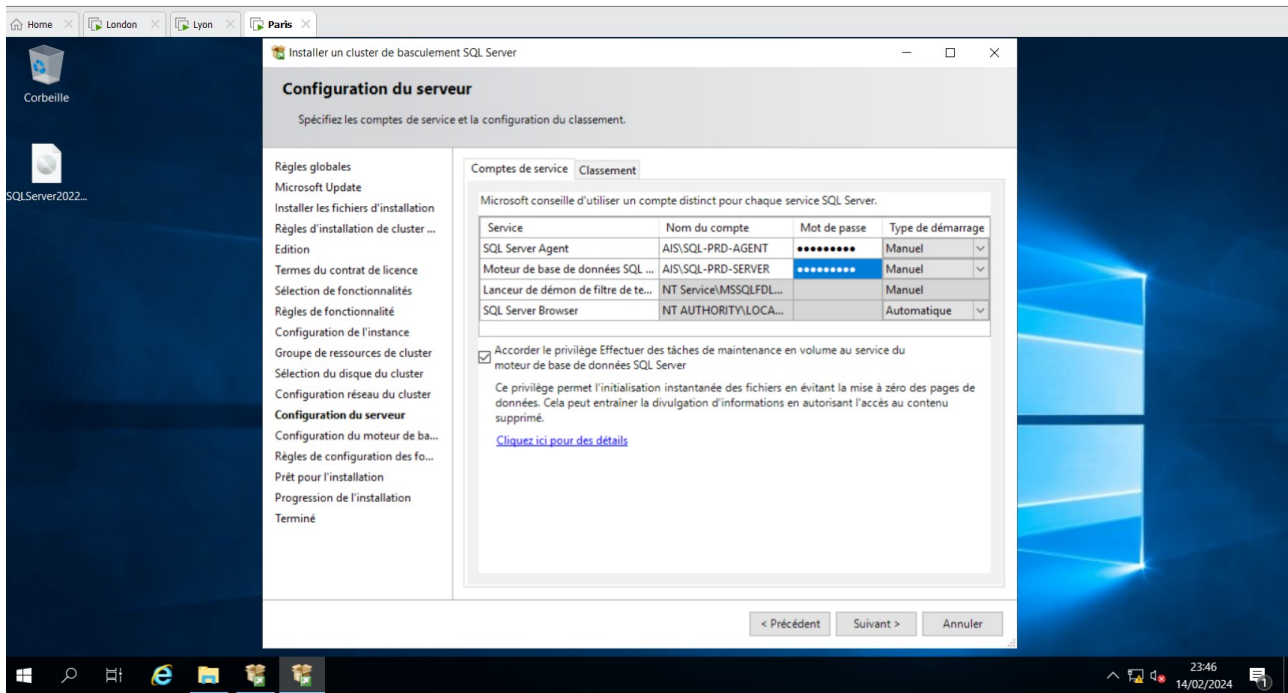 Home
London
Lyon
Paris
Corbeille
SQLServer2022...
Installer un cluster de basculement SQL Server
Configuration du serveur
Spécifiez les comptes de service et la configuration du classement.
Règles globales
Microsoft Update
Installer les fichiers d'installation
Règles d'installation de cluster ...
Edition
Termes du contrat de licence
Sélection de fonctionnalités
Règles de fonctionnalité
Configuration de l'instance
Groupe de ressources de cluster
Sélection du disque du cluster
Configuration réseau du cluster
Configuration du serveur
Configuration du moteur de ba...
Règles de configuration des fo...
Prêt pour l'installation
Progression de l'installation
Terminé
Comptes de service Classement
Microsoft conseille d'utiliser un compte distinct pour chaque service SQL Server.
Service Nom du compte Mot de passe Type de démarrage
SQL Server Agent AIS\SQL-PRD-AGENT ●●●●●●●●● Manuel
Moteur de base de données SQL ... AIS\SQL-PRD-SERVER ●●●●●●●●● Manuel
Lanceur de démon de filtre de te... NT Service\MSSQLFDL... Manuel
SQL Server Browser NT AUTHORITY\LOCA... Automatique
Accorder le privilège Effectuer des tâches de maintenance en volume au service du
moteur de base de données SQL Server
Ce privilège permet l'initialisation instantanée des fichiers en évitant la mise à zéro des pages de
données. Cela peut entraîner la divulgation d'informations en autorisant l'accès au contenu
supprimé.
Cliquez ici pour des détails
< Précédent Suivant > Annuler
23:46
14/02/2024
1